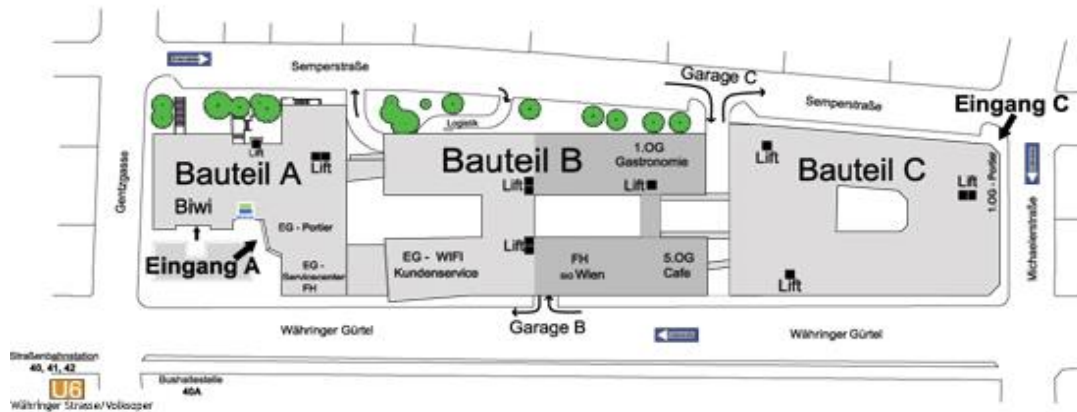 Semperstraße
Garage C
Semperstraße
Eingang C
Logistik
Lift
Lift
Bauteil A
Bauteil B
1.OG
Gastronomie
Lift
Bauteil C
Gentzgasse
Lift
Lift
Lift
1.OG - Portier
Michaelerstraße
Biwi
EG - Portier
Eingang A
EG -
Servicecenter
FH
EG - WIFI
Kundenservice
Lift
FH
Wien
5.OG
Cafe
Lift
Garage B
Währinger Gürtel
Währinger Gürtel
Straßenbahnstation
40, 41, 42
U6
Währinger Strasse/Volksoper
Bushaltestelle
40A